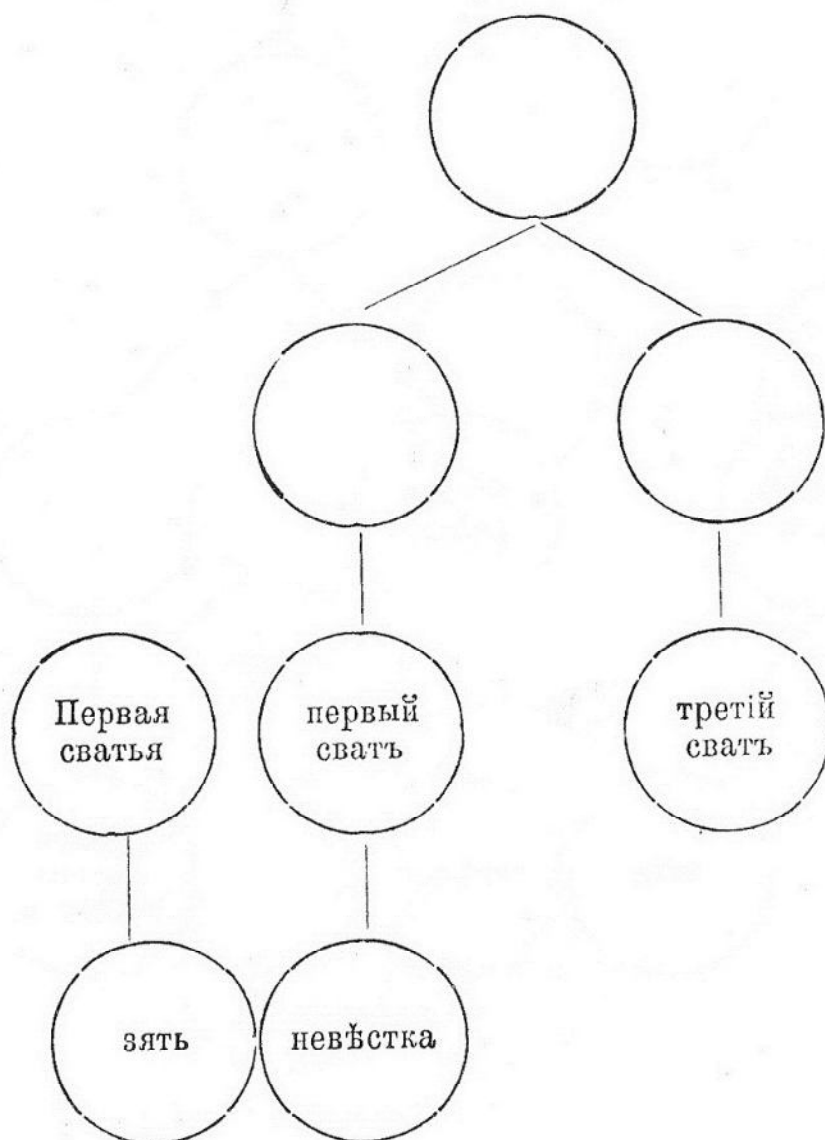 Первая
сватья
первый
сватъ
третій
сватъ
зять
невѣстка